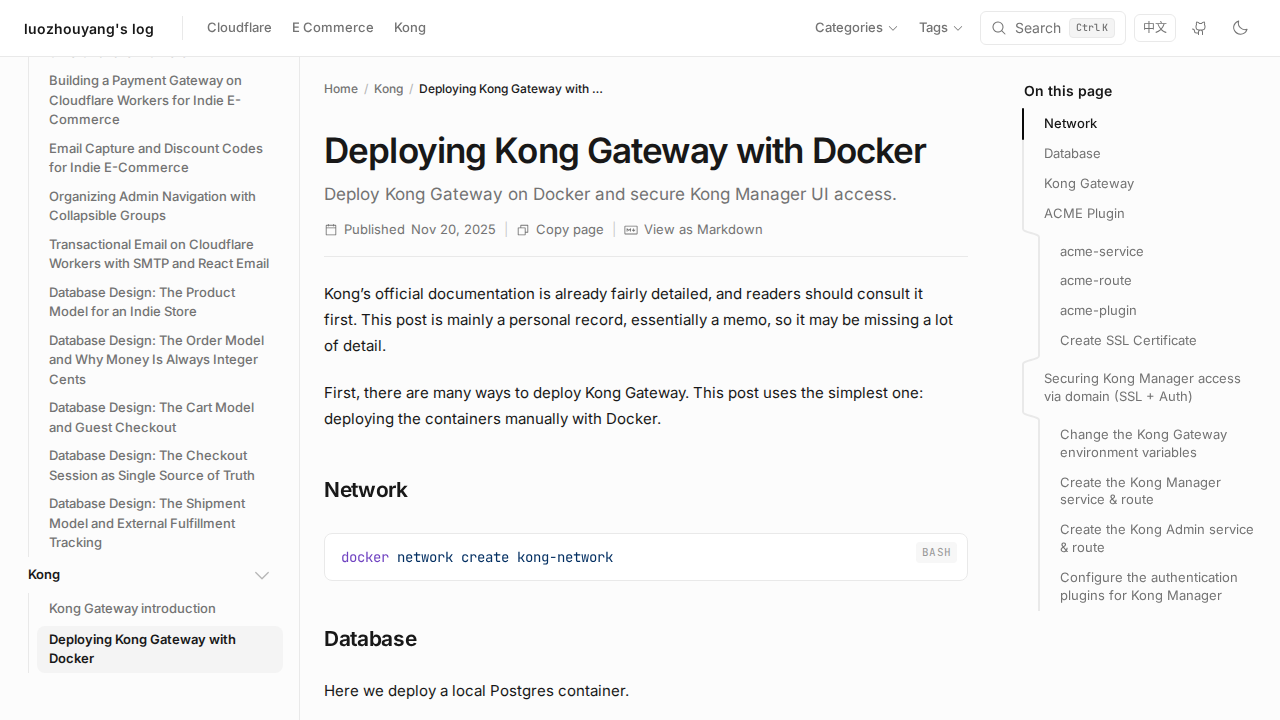 luozhouyang's log
Cloudflare
E Commerce
Kong
Categories
Tags
Search
Ctrl K
中文
Building a Payment Gateway on
Cloudflare Workers for Indie E-
Commerce
Email Capture and Discount Codes
for Indie E-Commerce
Organizing Admin Navigation with
Collapsible Groups
Transactional Email on Cloudflare
Workers with SMTP and React Email
Database Design: The Product
Model for an Indie Store
Database Design: The Order Model
and Why Money Is Always Integer
Cents
Database Design: The Cart Model
and Guest Checkout
Database Design: The Checkout
Session as Single Source of Truth
Database Design: The Shipment
Model and External Fulfillment
Tracking
Kong
Kong Gateway introduction
Deploying Kong Gateway with
Docker
Home / Kong / Deploying Kong Gateway with ...
Deploying Kong Gateway with Docker
Deploy Kong Gateway on Docker and secure Kong Manager UI access.
Published Nov 20, 2025
Copy page
View as Markdown
Kong’s official documentation is already fairly detailed, and readers should consult it
first. This post is mainly a personal record, essentially a memo, so it may be missing a lot
of detail.
First, there are many ways to deploy Kong Gateway. This post uses the simplest one:
deploying the containers manually with Docker.
Network
docker network create kong-network
BASH
Database
Here we deploy a local Postgres container.
On this page
Network
Database
Kong Gateway
ACME Plugin
acme-service
acme-route
acme-plugin
Create SSL Certificate
Securing Kong Manager access
via domain (SSL + Auth)
Change the Kong Gateway
environment variables
Create the Kong Manager
service & route
Create the Kong Admin service
& route
Configure the authentication
plugins for Kong Manager